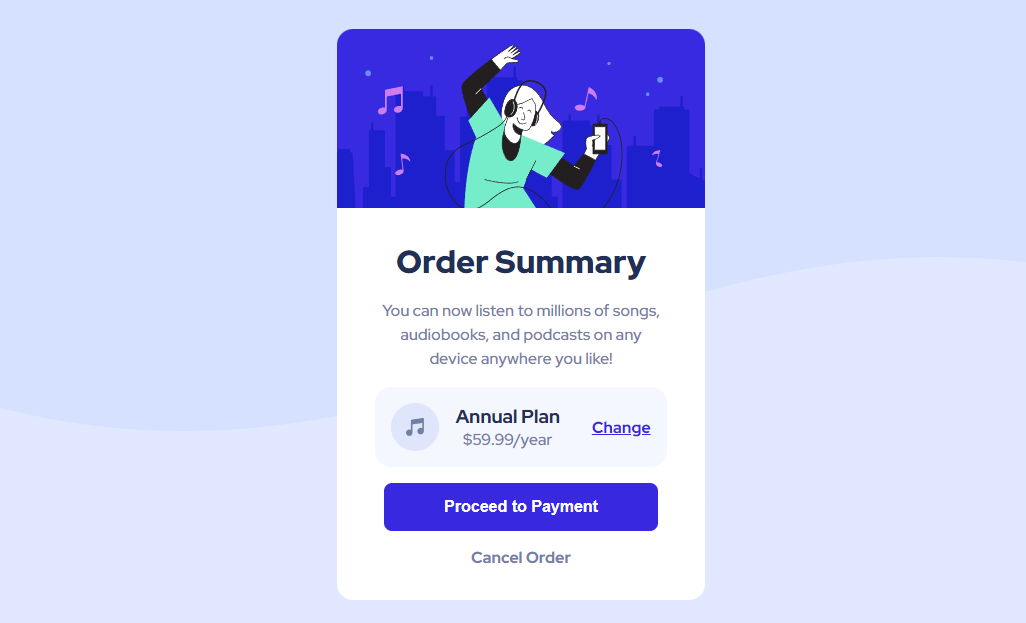 Order Summary
You can now listen to millions of songs,
audiobooks, and podcasts on any
device anywhere you like!
Annual Plan
$59.99/year
Change
Proceed to Payment
Cancel Order